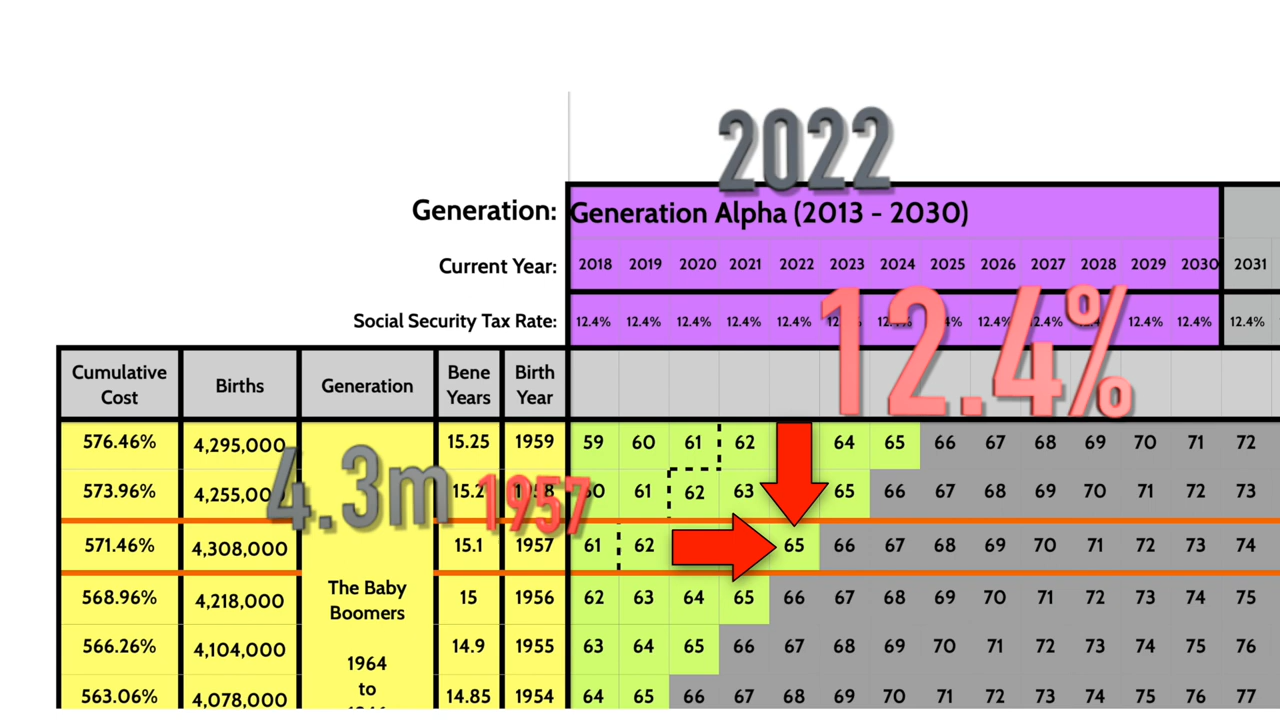 2022
Generation: Generation Alpha (2013 - 2030)
Current Year: 2018 2019 2020 2021 2022 2023 2024 2025 2026 2027 2028 2029 2030 2031
Social Security Tax Rate: 12.4% 12.4% 12.4% 12.4% 12.4% 12.4% 12.4% 12.4% 12.4% 12.4% 12.4%
12.4%
Cumulative Cost Births Generation Bene Years Birth Year
576.46% 4,295,000 15.25 1959 59 60 61 62 64 65 66 67 68 69 70 71 72
4.3m 1957
573.96% 4,255,000 61 62 63 65 66 67 68 69 70 71 72 73
571.46% 4,308,000 15.1 1957 61 62 65 66 67 68 69 70 71 72 73 74
568.96% 4,218,000 The Baby Boomers 15 1956 62 63 64 65 66 67 68 69 70 71 72 73 74 75
566.26% 4,104,000 14.9 1955 63 64 65 66 67 68 69 70 71 72 73 74 75 76
1964
to
563.06% 4,078,000 14.85 1954 64 65 66 67 68 69 70 71 72 73 74 75 76 77